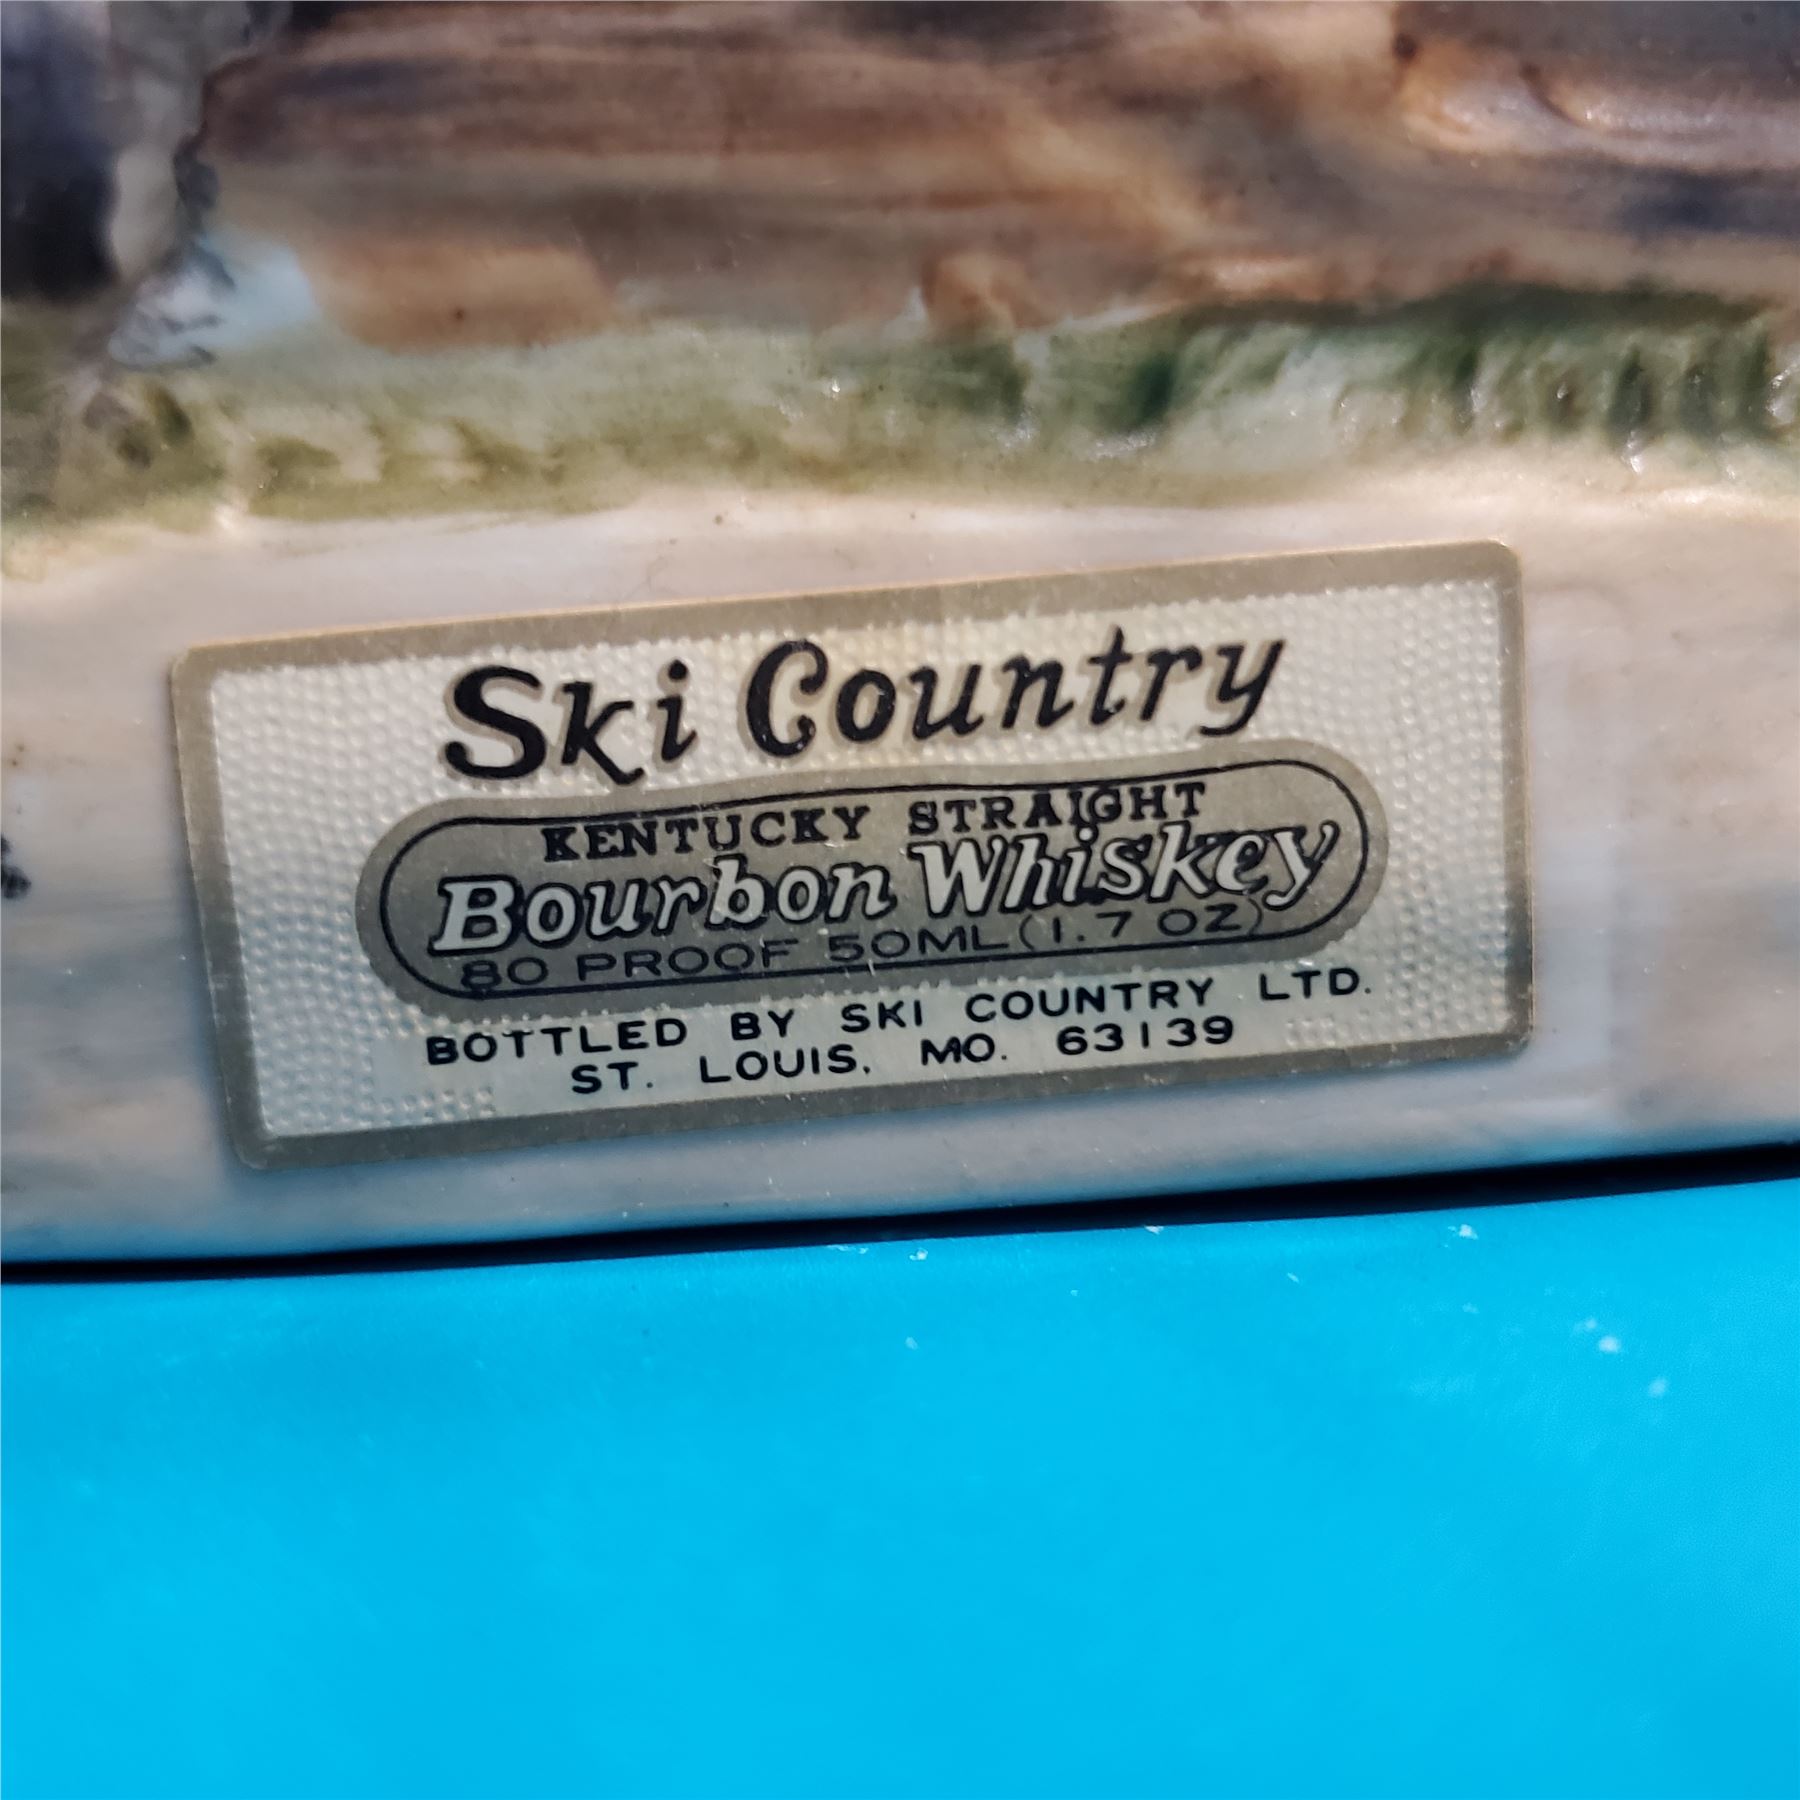 Ski Country
KENTUCKY STRAIGHT
Bourbon Whiskey
80 PROOF 50ML (1.7 OZ)
BOTTLED BY SKI COUNTRY LTD.
ST. LOUIS, MO. 63139